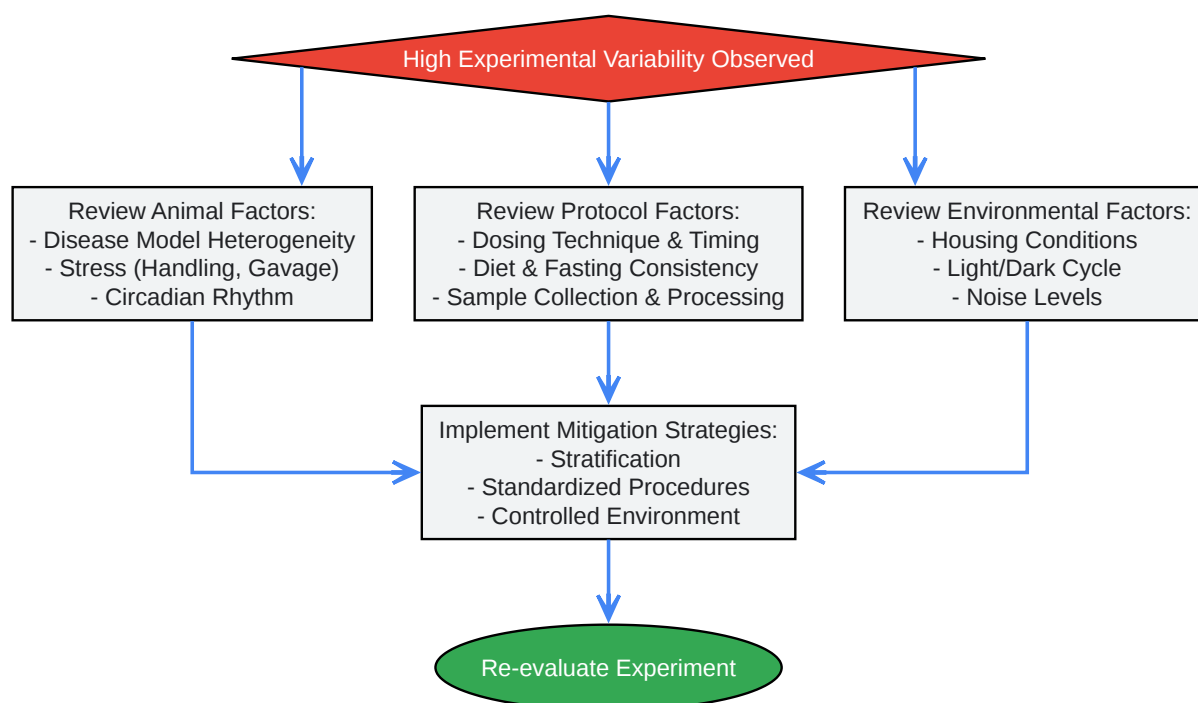 High Experimental Variability Observed
Review Animal Factors:
- Disease Model Heterogeneity
- Stress (Handling, Gavage)
- Circadian Rhythm
Review Protocol Factors:
- Dosing Technique & Timing
- Diet & Fasting Consistency
- Sample Collection & Processing
Review Environmental Factors:
- Housing Conditions
- Light/Dark Cycle
- Noise Levels
Implement Mitigation Strategies:
- Stratification
- Standardized Procedures
- Controlled Environment
Re-evaluate Experiment